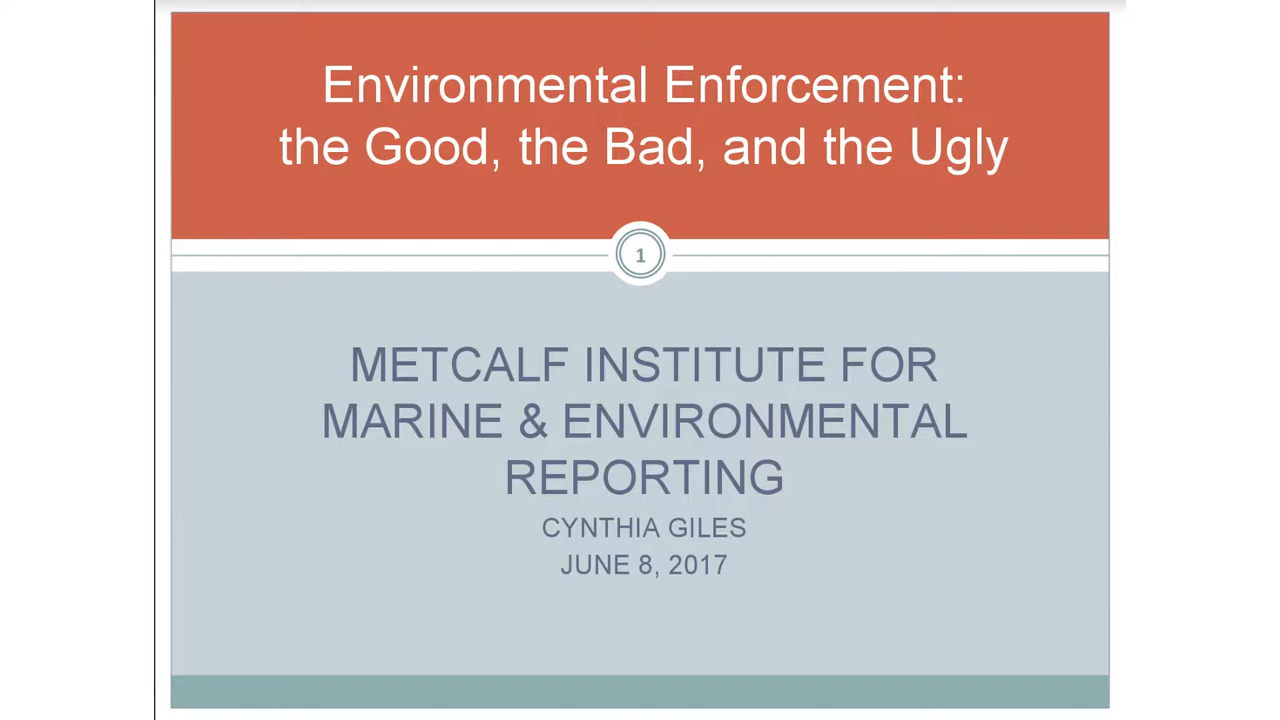 Environmental Enforcement:
the Good, the Bad, and the Ugly
1
METCALF INSTITUTE FOR
MARINE & ENVIRONMENTAL
REPORTING
CYNTHIA GILES
JUNE 8, 2017